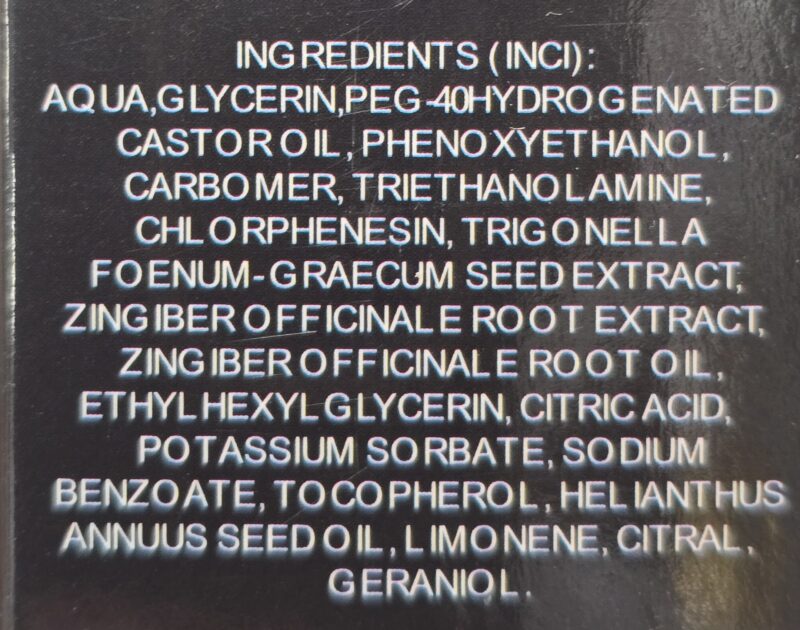 INGREDIENTS (INCI):
AQUA,GLYCERIN,PEG-40HYDROGENATED
CASTOR OIL, PHENOXYETHANOL,
CARBOMER, TRIETHANOLAMINE,
CHLORPHENESIN, TRIGONELLA
FOENUM-GRAECUM SEED EXTRACT,
ZINGIBER OFFICINALE ROOT EXTRACT,
ZINGIBER OFFICINALE ROOT OIL,
ETHYLHEXYLGLYCERIN, CITRIC ACID,
POTASSIUM SORBATE, SODIUM
BENZOATE, TOCOPHEROL, HELIANTHUS
ANNUUS SEED OIL, LIMONENE, CITRAL,
GERANIOL.